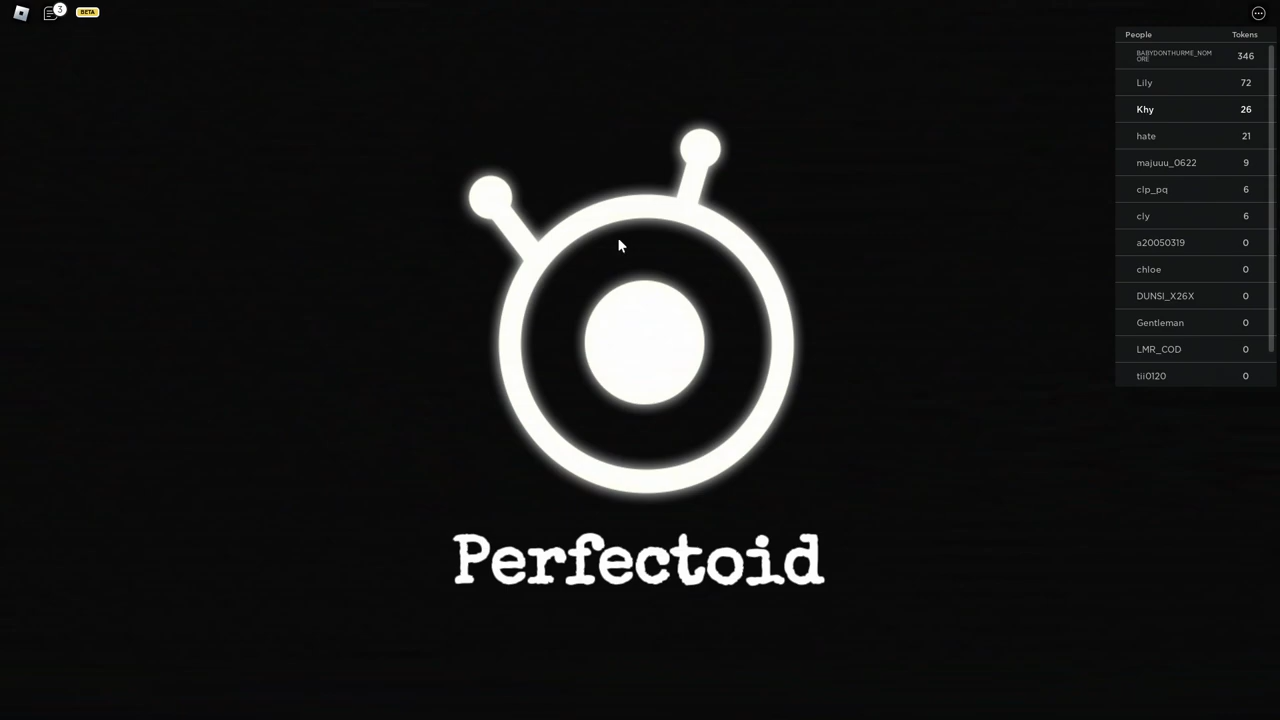 3
BETA
People Tokens
BABYDONTHURME_NOM
ORE 346
Lily 72
Khy 26
hate 21
majuuu_0622 9
clp_pq 6
cly 6
a20050319 0
chloe 0
DUNSI_X26X 0
Gentleman 0
LMR_COD 0
tii0120 0
Perfectoid